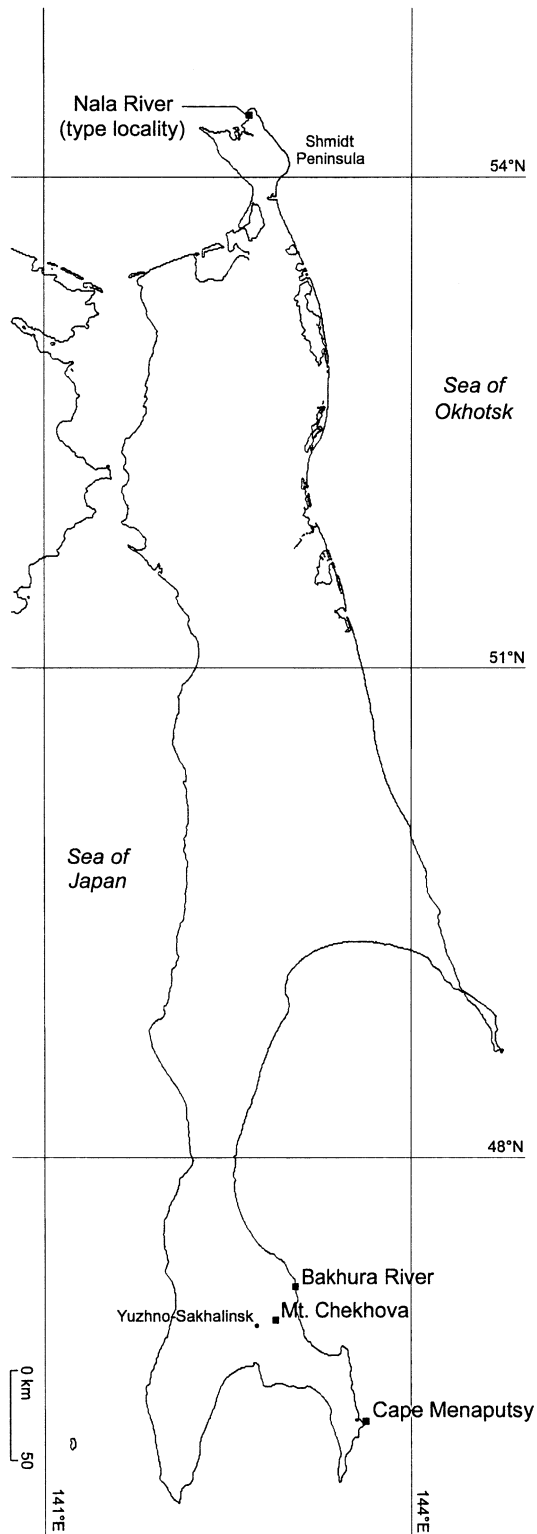 Nala River
(type locality)
Shmidt
Peninsula
54°N
Sea of
Okhotsk
51°N
Sea of
Japan
48°N
Bakhura River
Mt. Chekhova
Yuzhno-Sakhalinsk
Cape Menaputsy
0 km
50
141°E
144°E